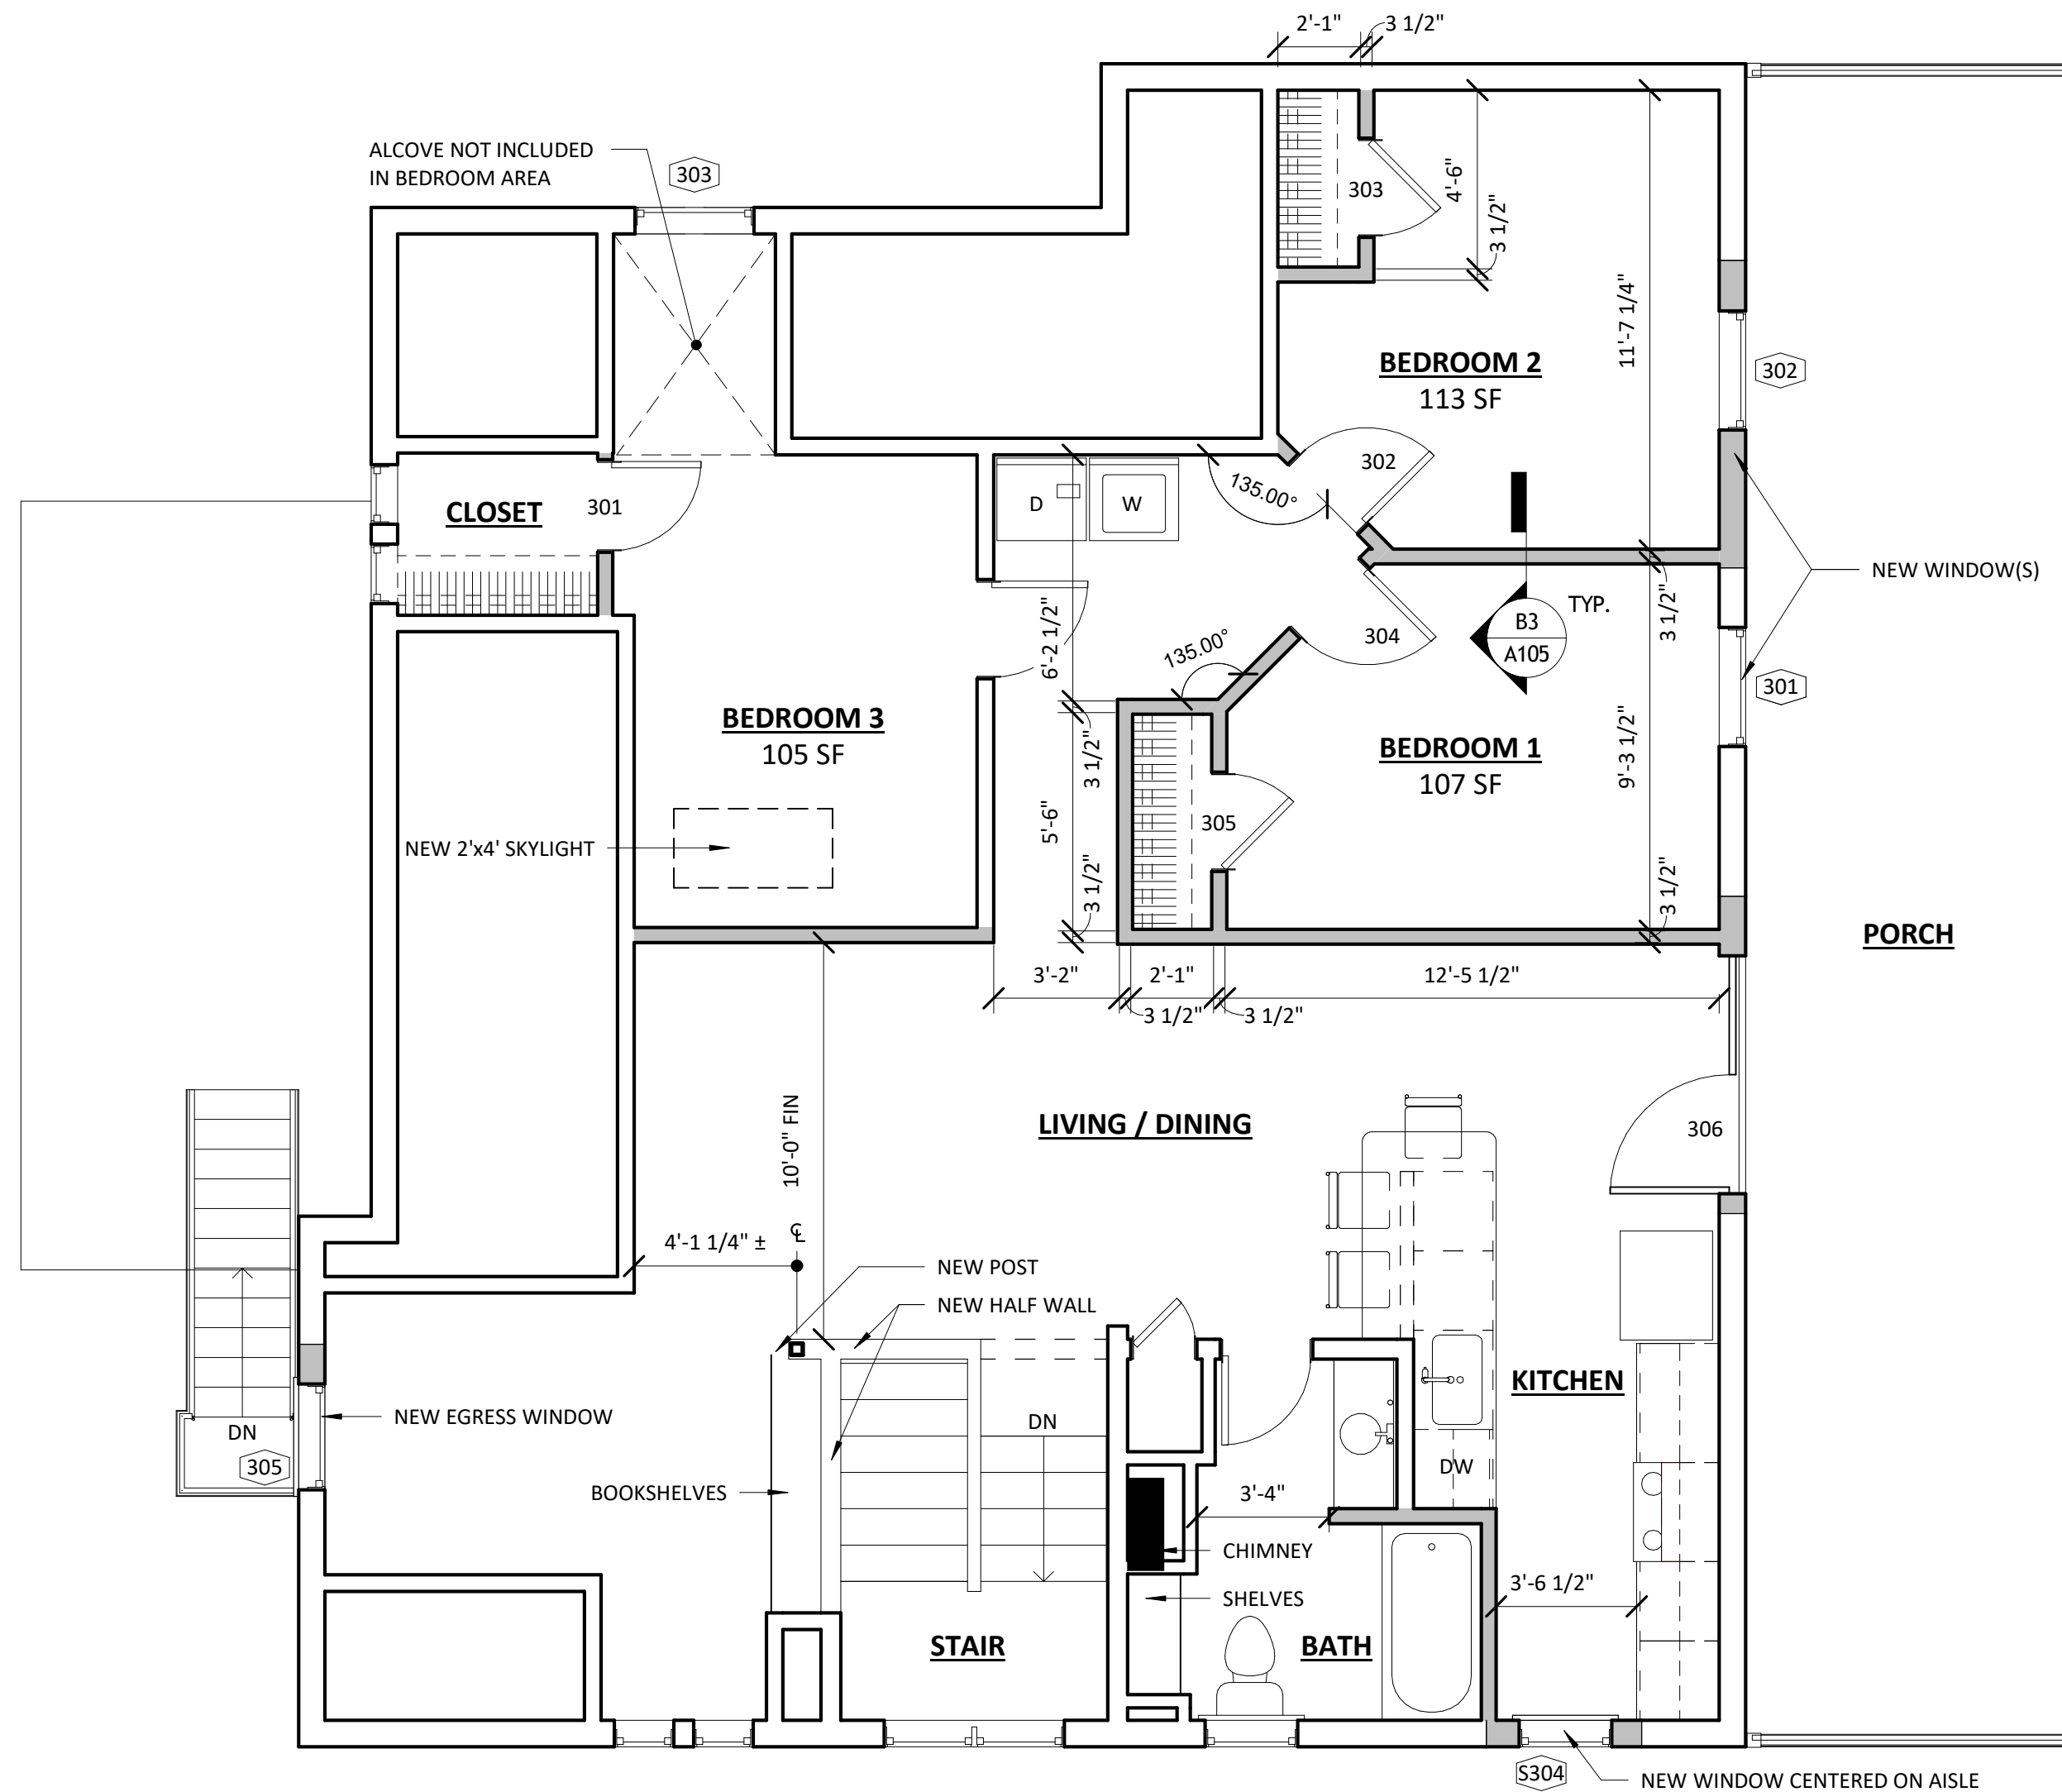 2'-1"
3 1/2"
ALCOVE NOT INCLUDED
IN BEDROOM AREA
303
303
4'-6"
3 1/2"
11'-7 1/4"
BEDROOM 2
113 SF
302
302
135.00°
CLOSET
301
D
W
NEW WINDOW(S)
TYP.
B3
A105
3 1/2"
304
135.00°
6'-2 1/2"
301
BEDROOM 3
105 SF
BEDROOM 1
107 SF
3 1/2"
9'-3 1/2"
305
5'-6"
NEW 2'x4' SKYLIGHT
3 1/2"
3 1/2"
PORCH
3'-2"
2'-1"
12'-5 1/2"
3 1/2"
3 1/2"
10'-0" FIN
LIVING / DINING
306
4'-1 1/4" ±
℄
NEW POST
NEW HALF WALL
KITCHEN
NEW EGRESS WINDOW
DN
DN
305
DW
BOOKSHELVES
3'-4"
CHIMNEY
3'-6 1/2"
SHELVES
STAIR
BATH
S304
NEW WINDOW CENTERED ON AISLE